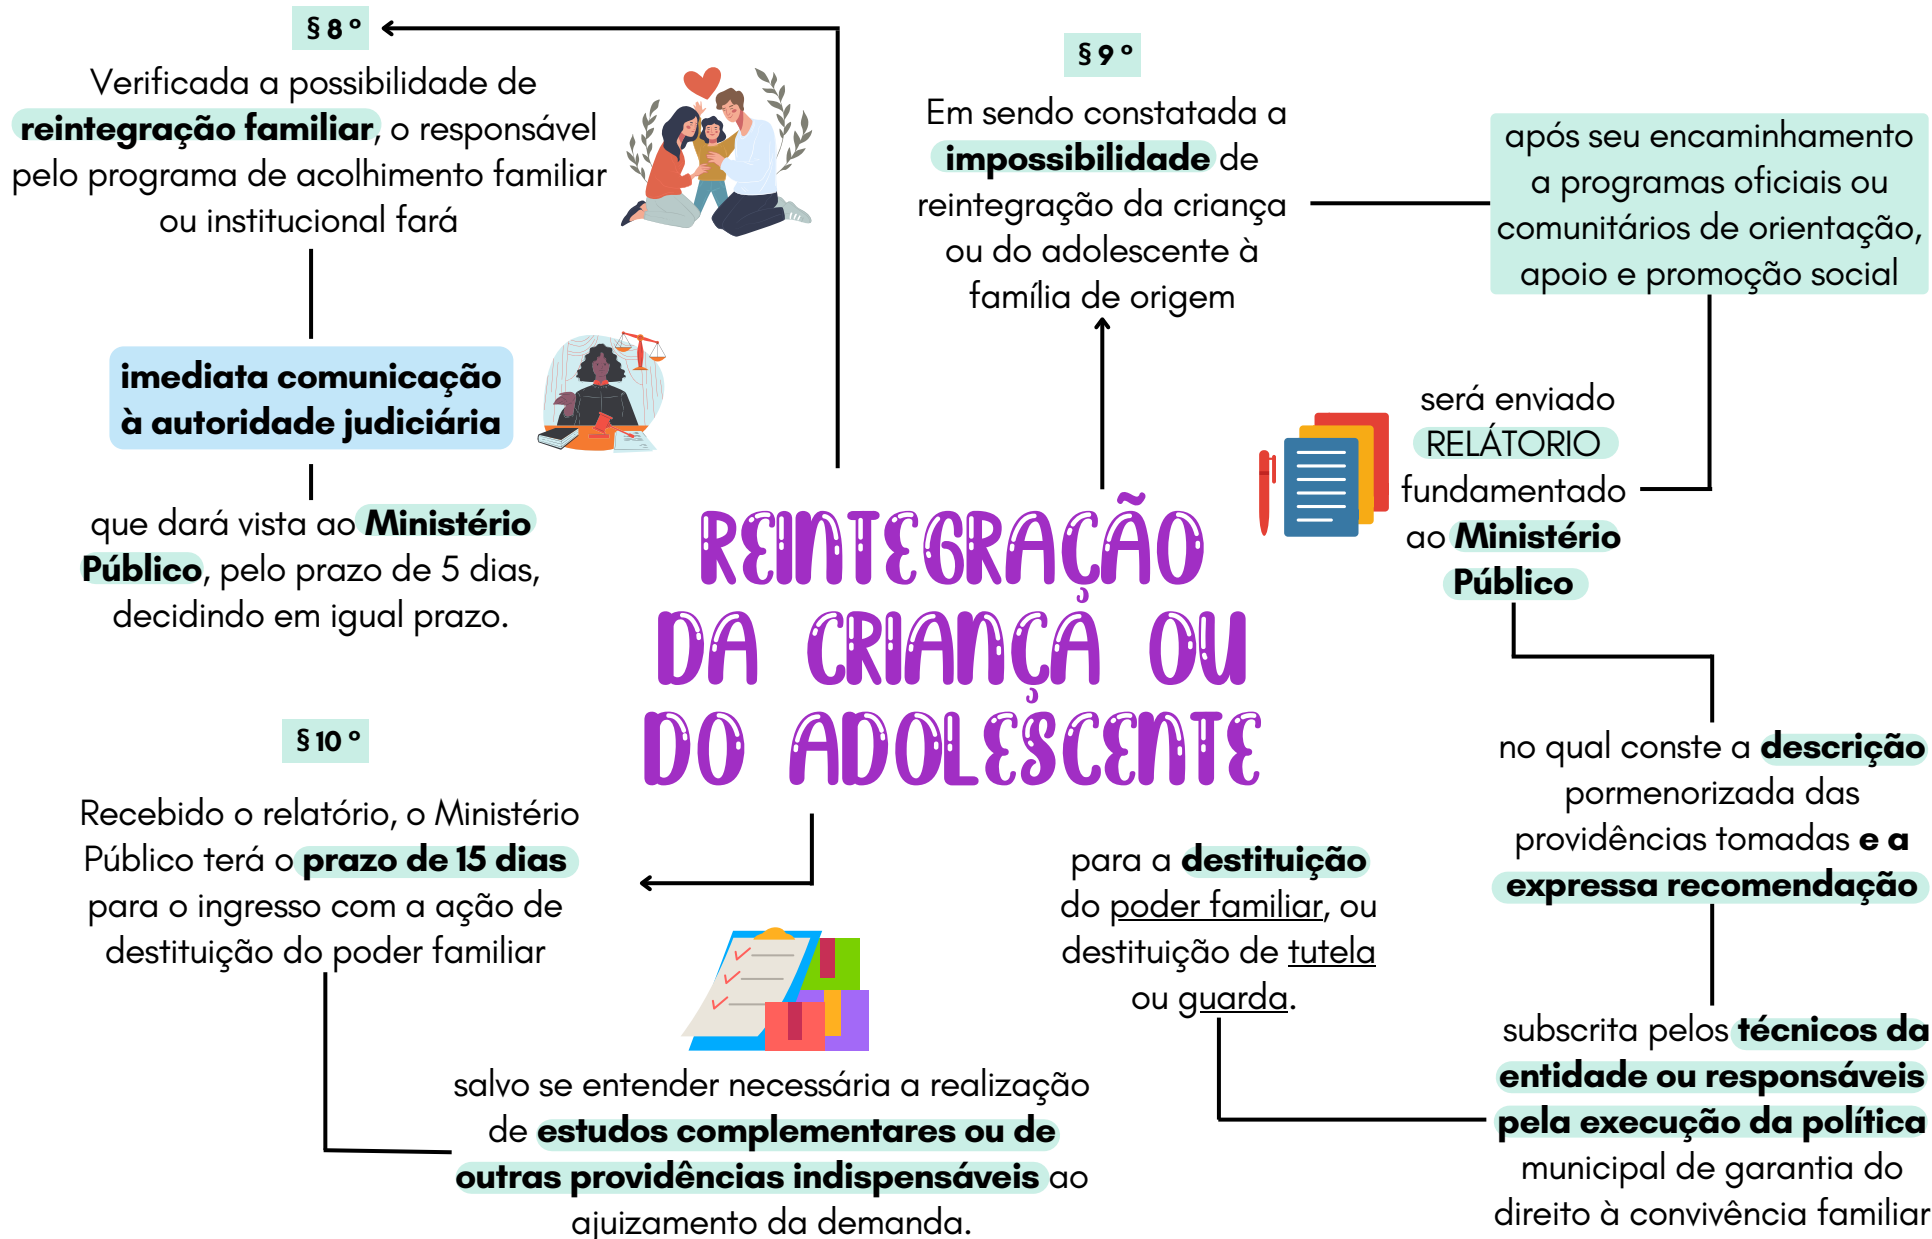 § 8 º
Verificada a possibilidade de
reintegração familiar, o responsável
pelo programa de acolhimento familiar
ou institucional fará
imediata comunicação
à autoridade judiciária
que dará vista ao Ministério
Público, pelo prazo de 5 dias,
decidindo em igual prazo.
§ 9 º
Em sendo constatada a
impossibilidade de
reintegração da criança
ou do adolescente à
família de origem
após seu encaminhamento
a programas oficiais ou
comunitários de orientação,
apoio e promoção social
será enviado
RELÁTORIO
fundamentado
ao Ministério
Público
no qual conste a descrição
pormenorizada das
providências tomadas e a
expressa recomendação
subscrita pelos técnicos da
entidade ou responsáveis
pela execução da política
municipal de garantia do
direito à convivência familiar
para a destituição
do poder familiar, ou
destituição de tutela
ou guarda.
REINTEGRAÇÃO
DA CRIANÇA OU
DO ADOLESCENTE
§ 10 º
Recebido o relatório, o Ministério
Público terá o prazo de 15 dias
para o ingresso com a ação de
destituição do poder familiar
salvo se entender necessária a realização
de estudos complementares ou de
outras providências indispensáveis ao
ajuizamento da demanda.